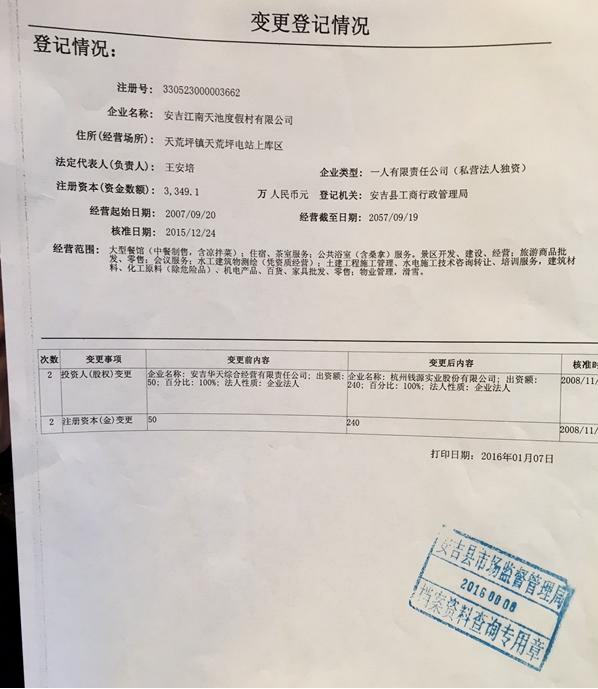 变更登记情况
登记情况：
注册号： 330523000003662
企业名称： 安吉江南天池度假村有限公司
住所(经营场所)： 天荒坪镇天荒坪电站上库区
法定代表人(负责人)： 王安培 企业类型： 一人有限责任公司（私营法人独资）
注册资本(资金数额)： 3,349.1 万 人民币元 登记机关： 安吉县工商行政管理局
经营起始日期： 2007/09/20 经营截至日期： 2057/09/19
核准日期： 2015/12/24
经营范围： 大型餐馆（中餐制售，含凉拌菜）；住宿、茶室服务；公共浴室（含桑拿）服务。景区开发、建设、经营；旅游商品批
发、零售；会议服务；水工建筑物测绘（凭资质经营）；土建工程施工管理、水电施工技术咨询转让、培训服务，建筑材
料、化工原料（除危险品）、机电产品、百货、家具批发、零售；物业管理，滑雪。
次数 变更事项 变更前内容 变更后内容 核准时
2 投资人(股权)变更 企业名称：安吉华天综合经营有限责任公司；出资额： 企业名称：杭州钱源实业股份有限公司；出资额： 2008/11/
50；百分比：100%；法人性质：企业法人 240；百分比：100%；法人性质：企业法人
2 注册资本(金)变更 50 240 2008/11/
打印日期：2016年01月07日
安吉县市场监督管理局
档案资料查询专用章